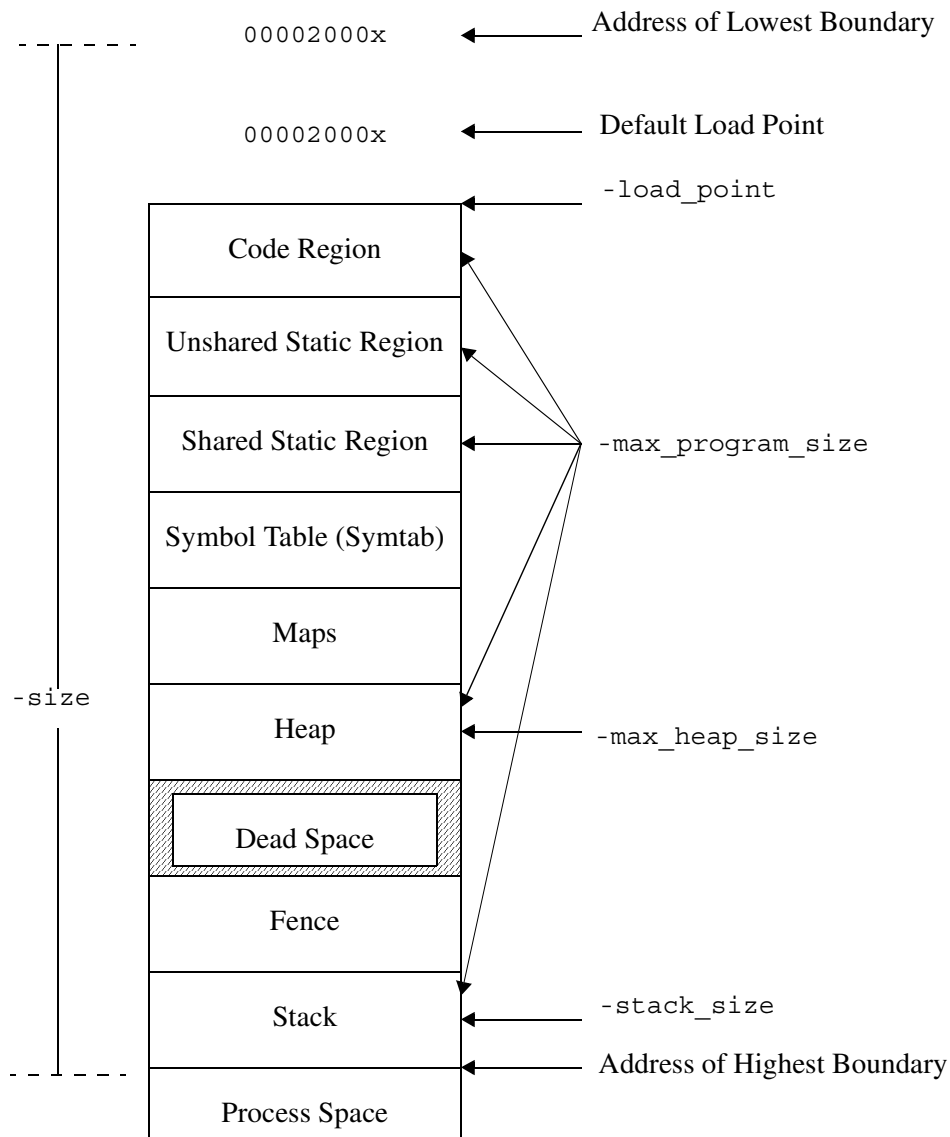 00002000x
Address of Lowest Boundary
00002000x
Default Load Point
-load_point
Code Region
Unshared Static Region
Shared Static Region
-max_program_size
Symbol Table (Symtab)
Maps
-size
Heap
-max_heap_size
Dead Space
Fence
Stack
-stack_size
Address of Highest Boundary
Process Space